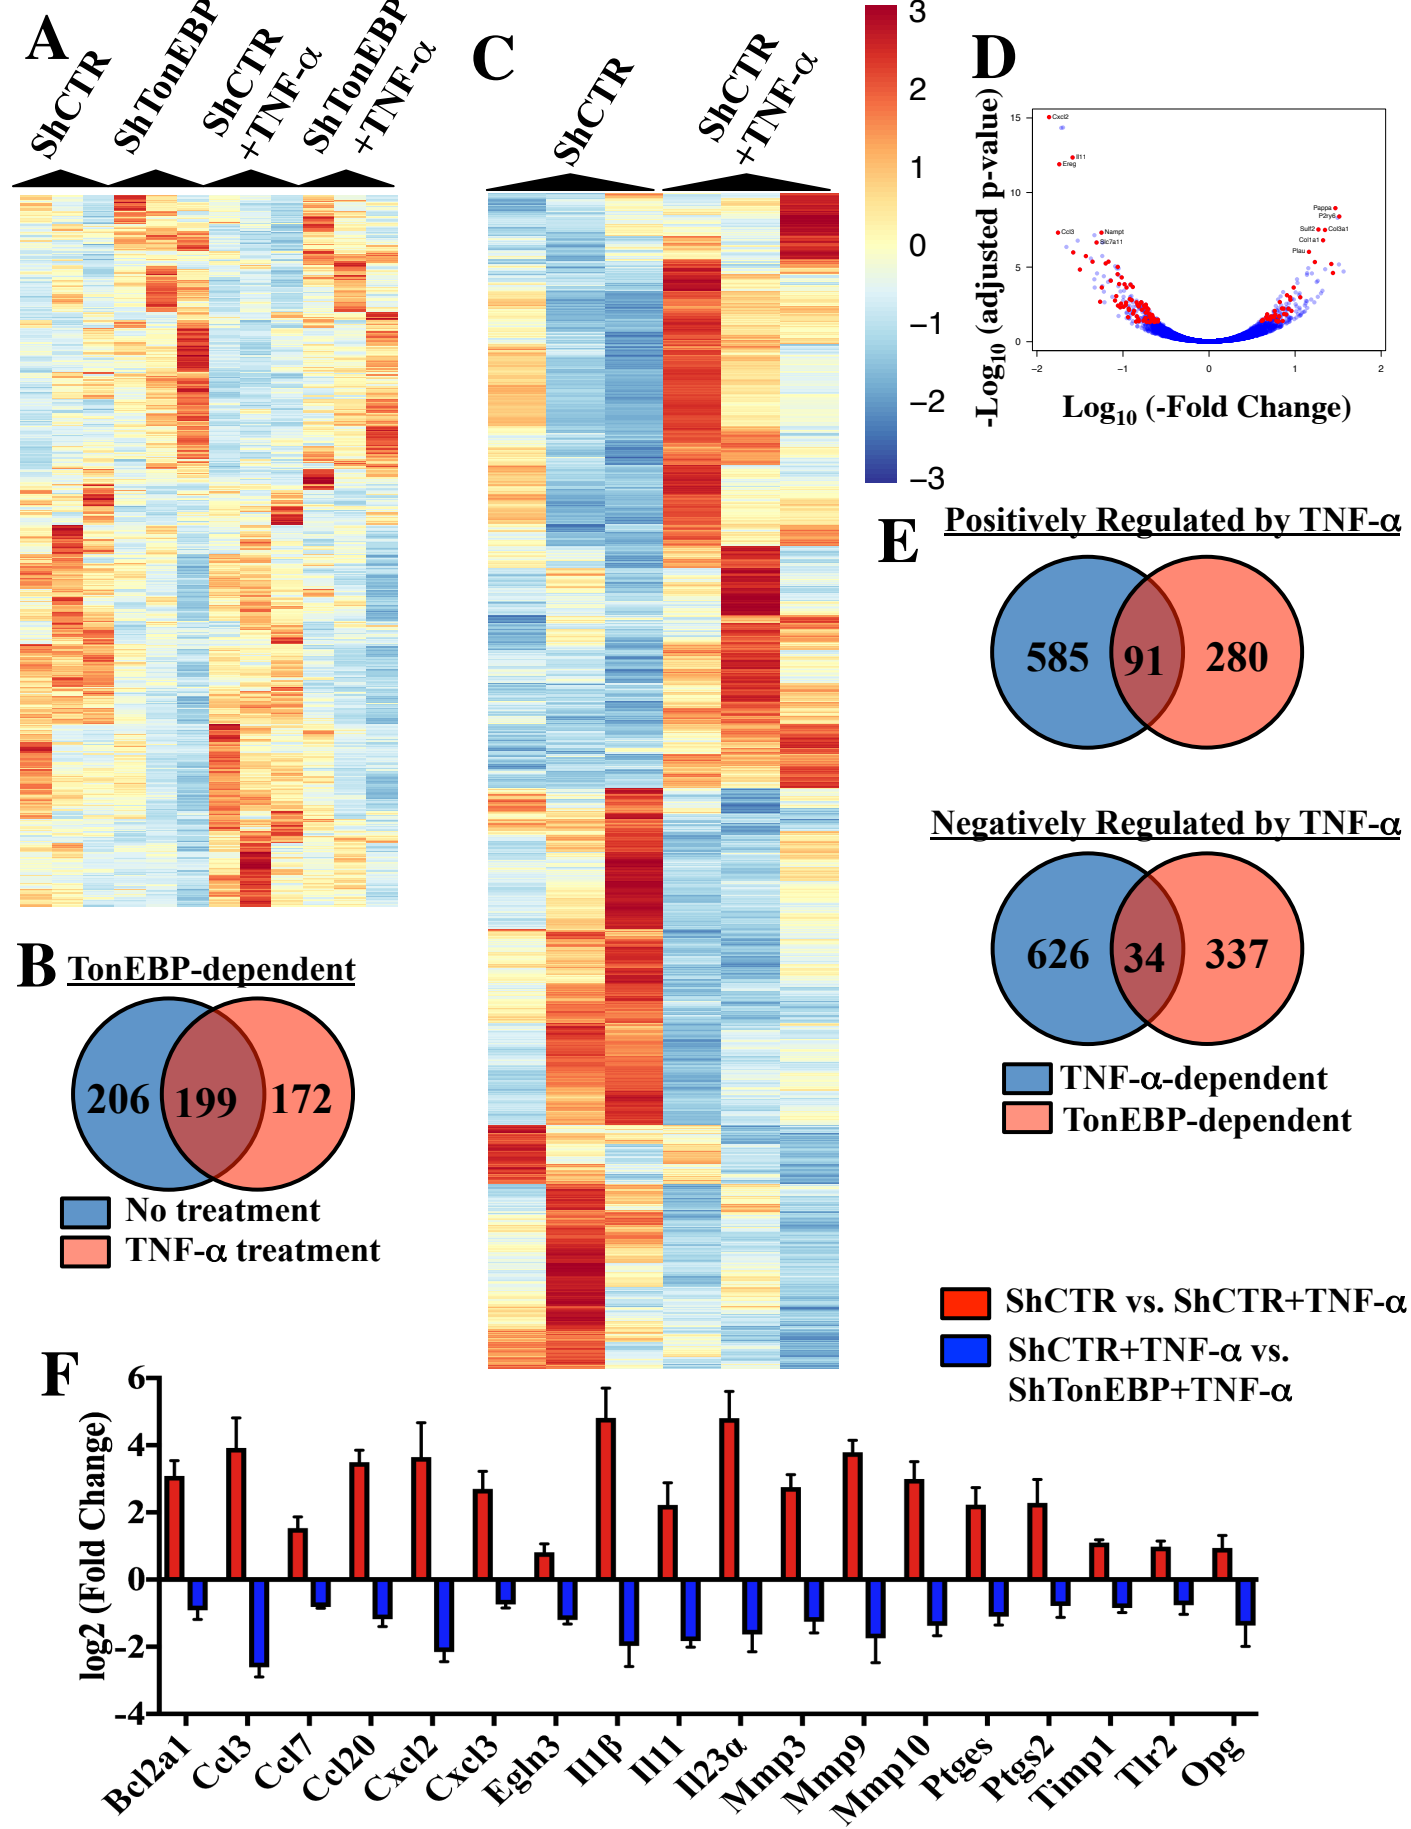 A
ShCTR
ShTonEBP
ShCTR
+TNF-α
ShTonEBP
+TNF-α
C
ShCTR
ShCTR
+TNF-α
3
2
1
0
−1
−2
−3
D
-Log10 (adjusted p-value)
15
10
5
0
Cxcl2
Il11
Ereg
Ccl3
Nampt
Slc7a11
Pappa
P2ry6
Sulf2
Col3a1
Col1a1
Plau
−2
−1
0
1
2
Log10 (-Fold Change)
E
Positively Regulated by TNF-α
585
91
280
Negatively Regulated by TNF-α
626
34
337
TNF-α-dependent
TonEBP-dependent
B
TonEBP-dependent
206
199
172
No treatment
TNF-α treatment
ShCTR vs. ShCTR+TNF-α
ShCTR+TNF-α vs.
ShTonEBP+TNF-α
F
log2 (Fold Change)
6
4
2
0
-2
-4
Bcl2a1
Ccl3
Ccl7
Ccl20
Cxcl2
Cxcl3
Egln3
Il1β
Il11
Il23α
Mmp3
Mmp9
Mmp10
Ptges
Ptgs2
Timp1
Tlr2
Opg